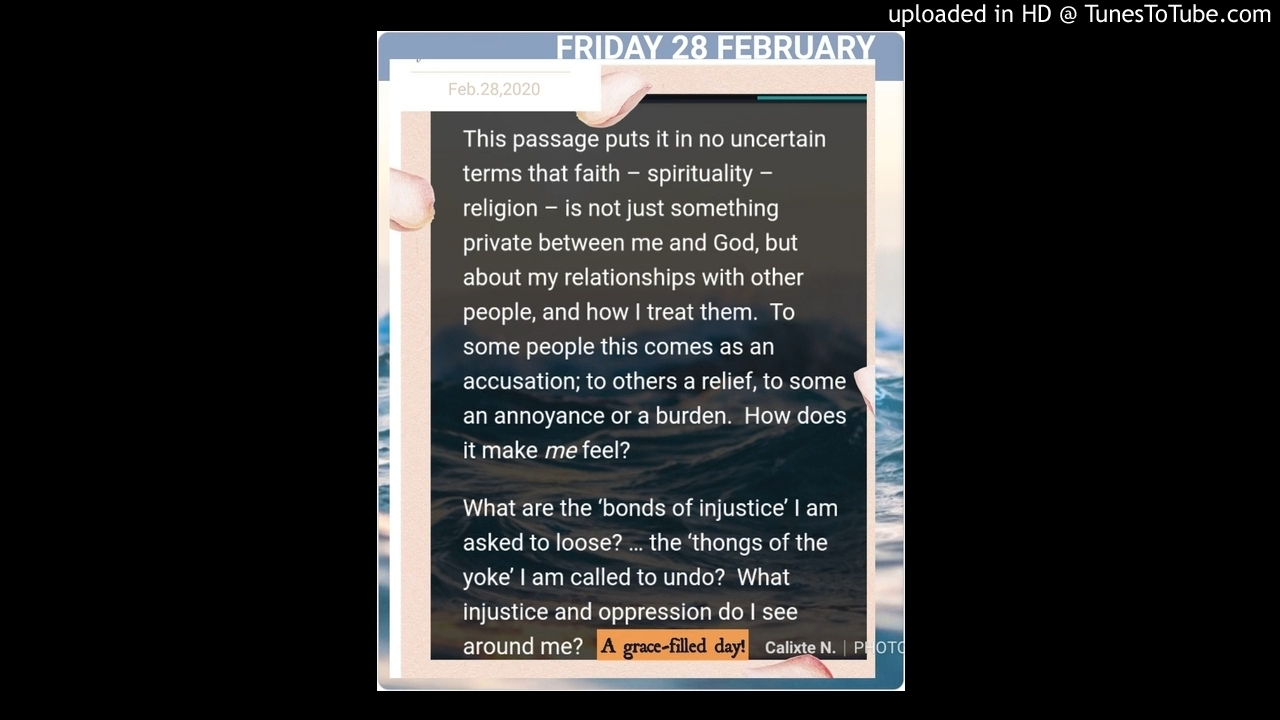 uploaded in HD @ TunesToTube.com
FRIDAY 28 FEBRUARY
Feb.28,2020
This passage puts it in no uncertain
terms that faith – spirituality –
religion – is not just something
private between me and God, but
about my relationships with other
people, and how I treat them.  To
some people this comes as an
accusation; to others a relief, to some
an annoyance or a burden.  How does
it make me feel?
What are the ‘bonds of injustice’ I am
asked to loose? … the ‘thongs of the
yoke’ I am called to undo?  What
injustice and oppression do I see
around me? A grace-filled day! Calixte N. |